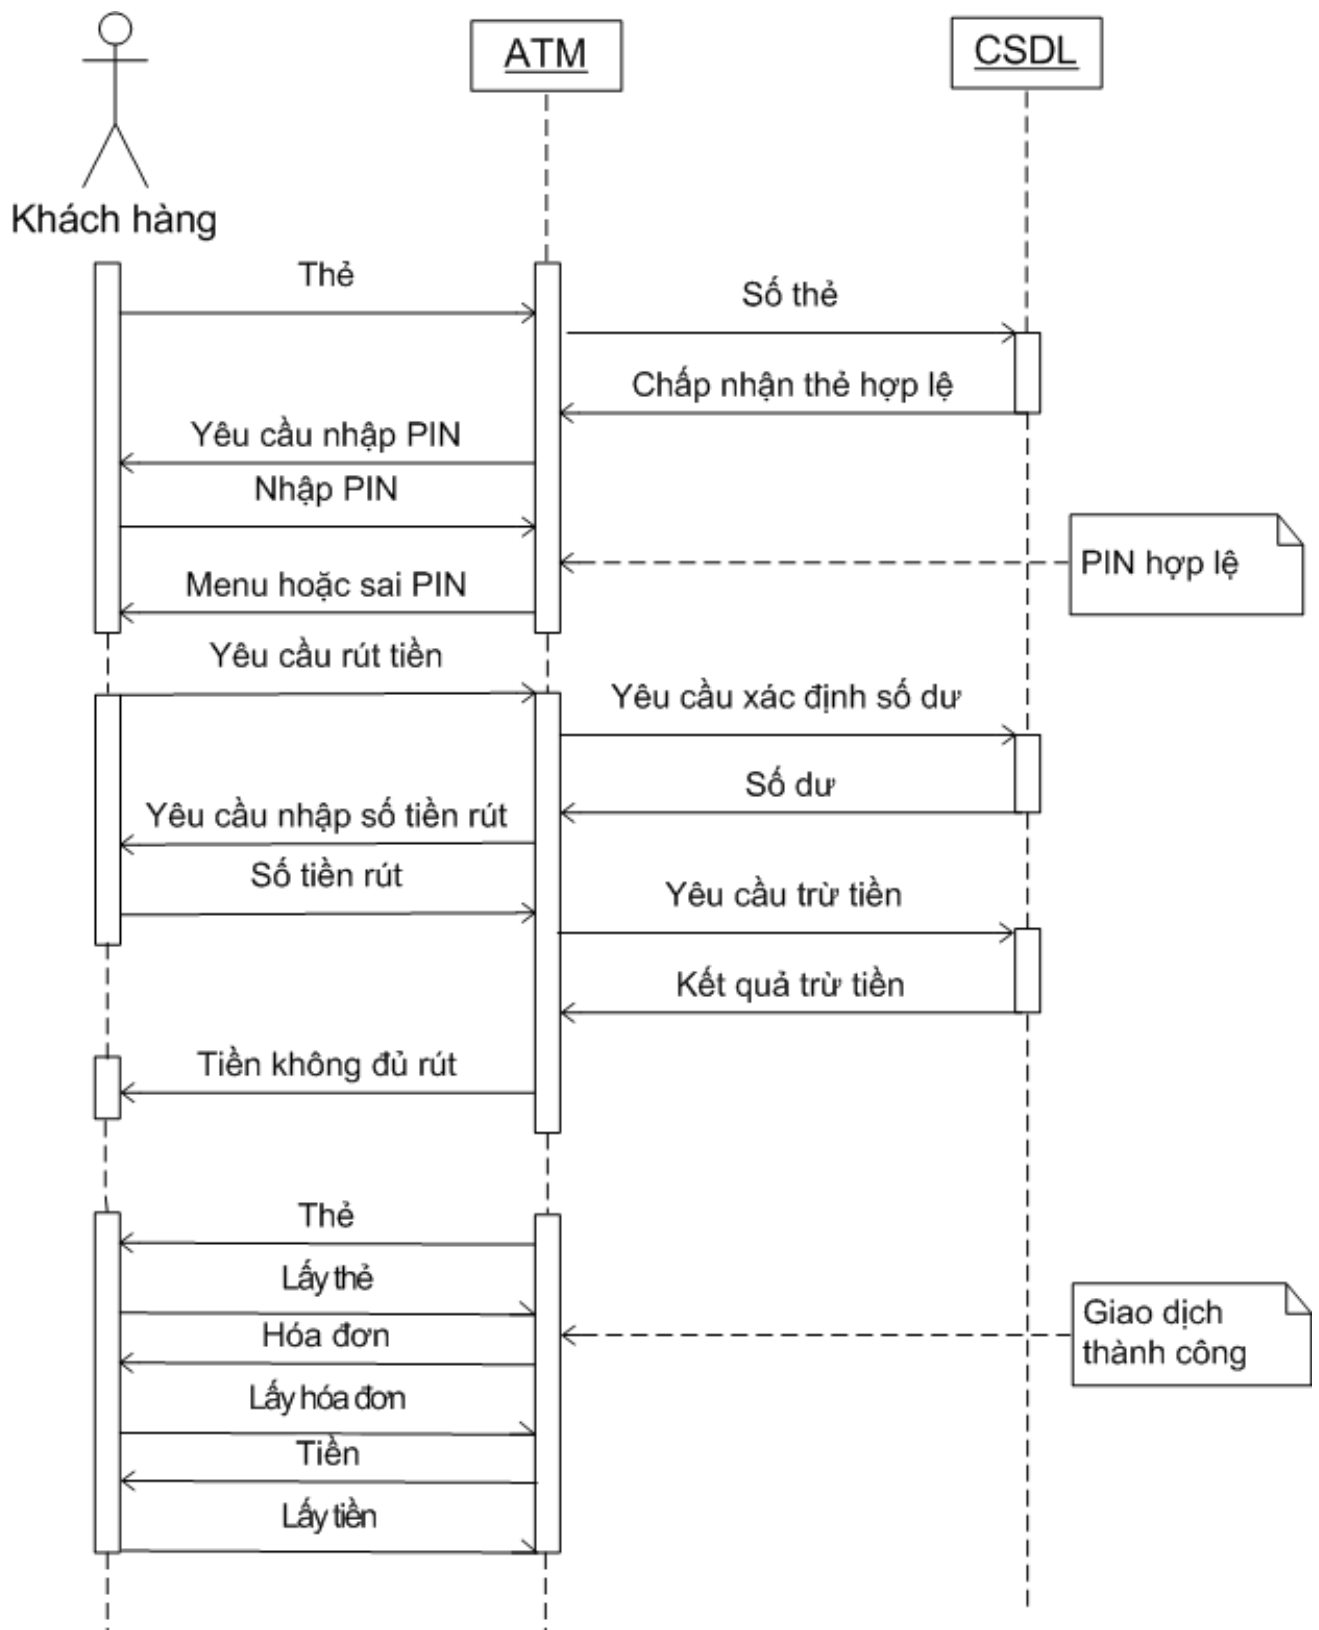 ATM
CSDL
Khách hàng
Thẻ
Số thẻ
Chấp nhận thẻ hợp lệ
Yêu cầu nhập PIN
Nhập PIN
PIN hợp lệ
Menu hoặc sai PIN
Yêu cầu rút tiền
Yêu cầu xác định số dư
Số dư
Yêu cầu nhập số tiền rút
Số tiền rút
Yêu cầu trừ tiền
Kết quả trừ tiền
Tiền không đủ rút
Thẻ
Lấy thẻ
Giao dịch
thành công
Hóa đơn
Lấy hóa đơn
Tiền
Lấy tiền